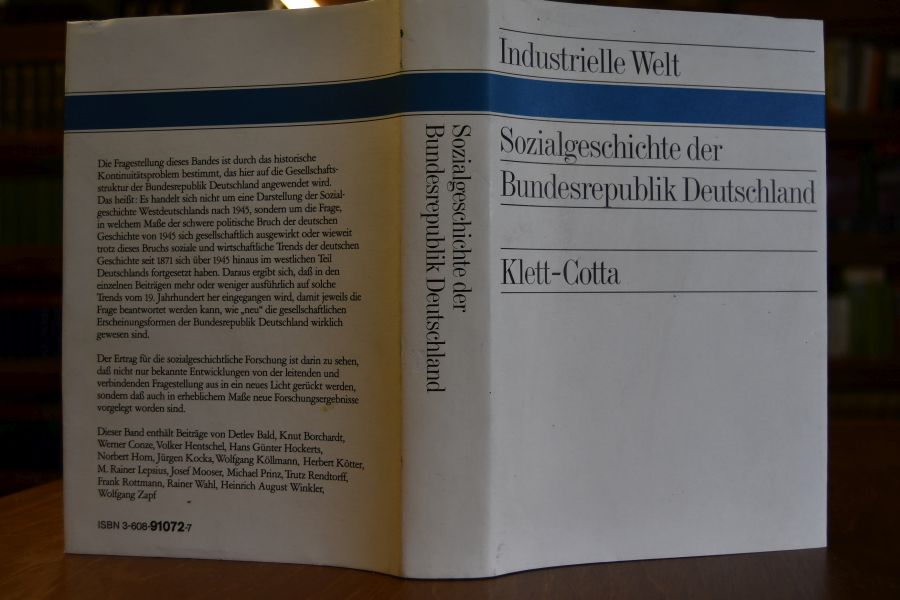 Die Fragestellung dieses Bandes ist durch das historische
Kontinuitätsproblem bestimmt, das hier auf die Gesellschafts-
struktur der Bundesrepublik Deutschland angewendet wird.
Das heißt: Es handelt sich nicht um eine Darstellung der Sozial-
geschichte Westdeutschlands nach 1945, sondern um die Frage,
in welchem Maße der schwere politische Bruch der deutschen
Geschichte von 1945 sich gesellschaftlich ausgewirkt oder wieweit
trotz dieses Bruchs soziale und wirtschaftliche Trends der deutschen
Geschichte seit 1871 sich über 1945 hinaus im westlichen Teil
Deutschlands fortgesetzt haben. Daraus ergibt sich, daß in den
einzelnen Beiträgen mehr oder weniger ausführlich auf solche
Trends vom 19. Jahrhundert her eingegangen wird, damit jeweils die
Frage beantwortet werden kann, wie „neu“ die gesellschaftlichen
Erscheinungsformen der Bundesrepublik Deutschland wirklich
gewesen sind.
Der Ertrag für die sozialgeschichtliche Forschung ist darin zu sehen,
daß nicht nur bekannte Entwicklungen von der leitenden und
verbindenden Fragestellung aus in ein neues Licht gerückt werden,
sondern daß auch in erheblichem Maße neue Forschungsergebnisse
vorgelegt worden sind.
Dieser Band enthält Beiträge von Detlev Bald, Knut Borchardt,
Werner Conze, Volker Hentschel, Hans Günter Hockerts,
Norbert Horn, Jürgen Kocka, Wolfgang Köllmann, Herbert Kötter,
M. Rainer Lepsius, Josef Mooser, Michael Prinz, Trutz Rendtorff,
Frank Rottmann, Rainer Wahl, Heinrich August Winkler,
Wolfgang Zapf
ISBN 3-608-91072-7
Sozialgeschichte der
Bundesrepublik Deutschland
Industrielle Welt
Sozialgeschichte der
Bundesrepublik Deutschland
Klett-Cotta